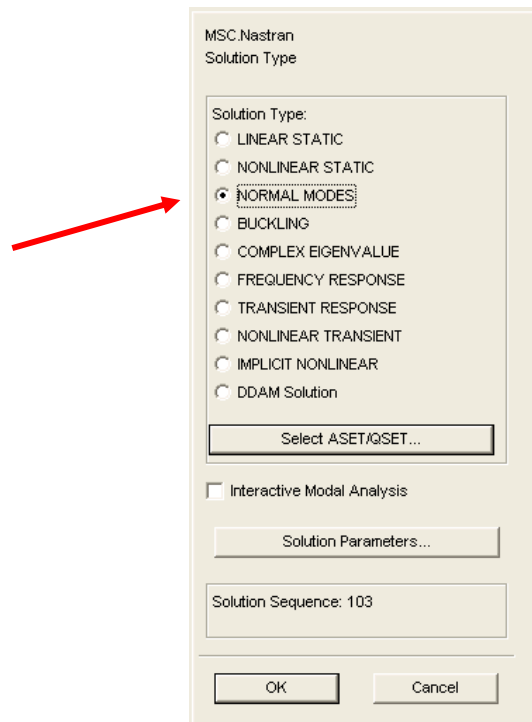 MSC.Nastran
Solution Type
Solution Type:
LINEAR STATIC
NONLINEAR STATIC
NORMAL MODES
BUCKLING
COMPLEX EIGENVALUE
FREQUENCY RESPONSE
TRANSIENT RESPONSE
NONLINEAR TRANSIENT
IMPLICIT NONLINEAR
DDAM Solution
Select ASET/QSET...
Interactive Modal Analysis
Solution Parameters...
Solution Sequence: 103
OK Cancel